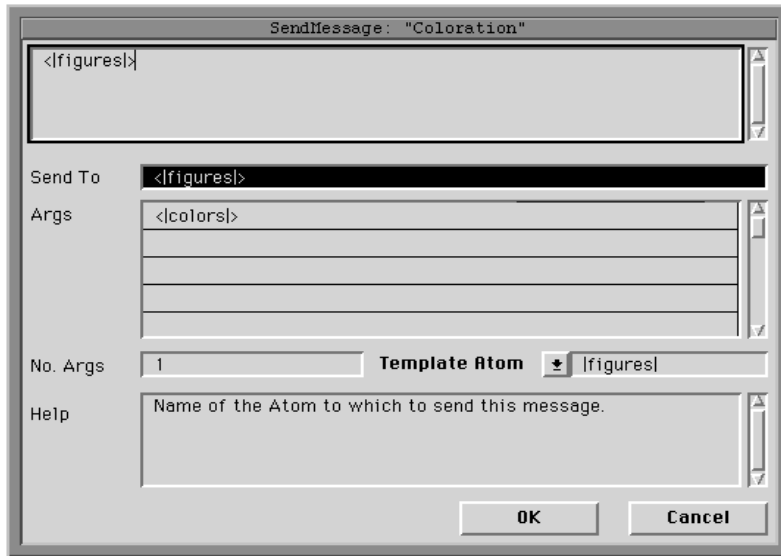 SendMessage: "Coloration"
<|figures|>
Send To
<|figures|>
Args
<|colors|>
No. Args
1
Template Atom
|figures|
Help
Name of the Atom to which to send this message.
OK
Cancel